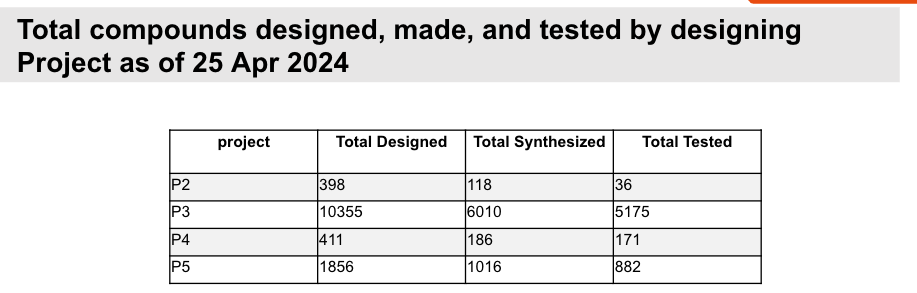 Total compounds designed, made, and tested by designing
Project as of 25 Apr 2024
project Total Designed Total Synthesized Total Tested
P2 398 118 36
P3 10355 6010 5175
P4 411 186 171
P5 1856 1016 882